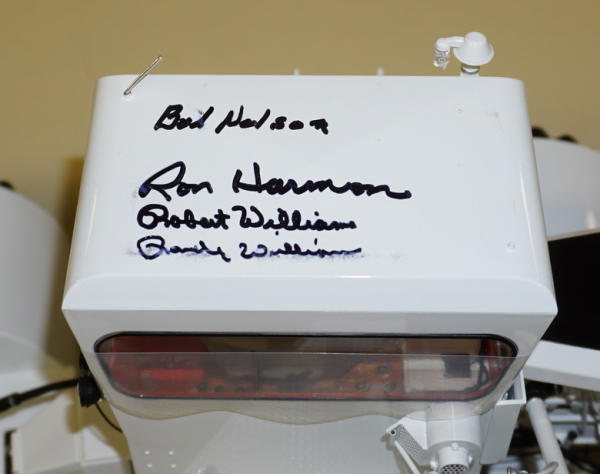 Bud Nelson
Ron Harmon
Robert Williams
Randy Williams